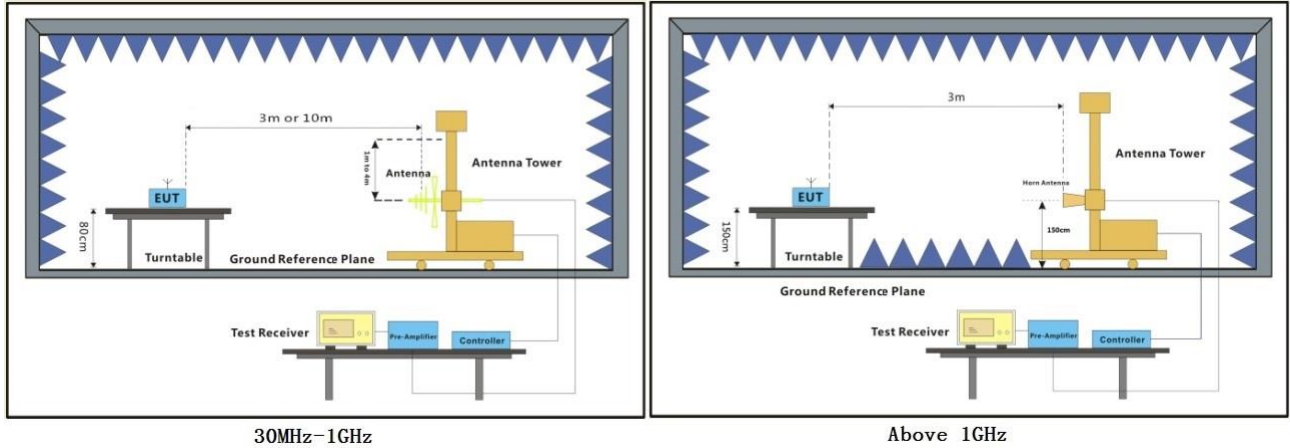 3m or 10m
1m to 4m
Antenna
Antenna Tower
EUT
80cm
Turntable
Ground Reference Plane
Test Receiver
Pre-Amplifier
Controller
30MHz-1GHz
3m
Antenna Tower
Horn Antenna
EUT
150cm
150cm
Turntable
Ground Reference Plane
Test Receiver
Pre-Amplifier
Controller
Above 1GHz